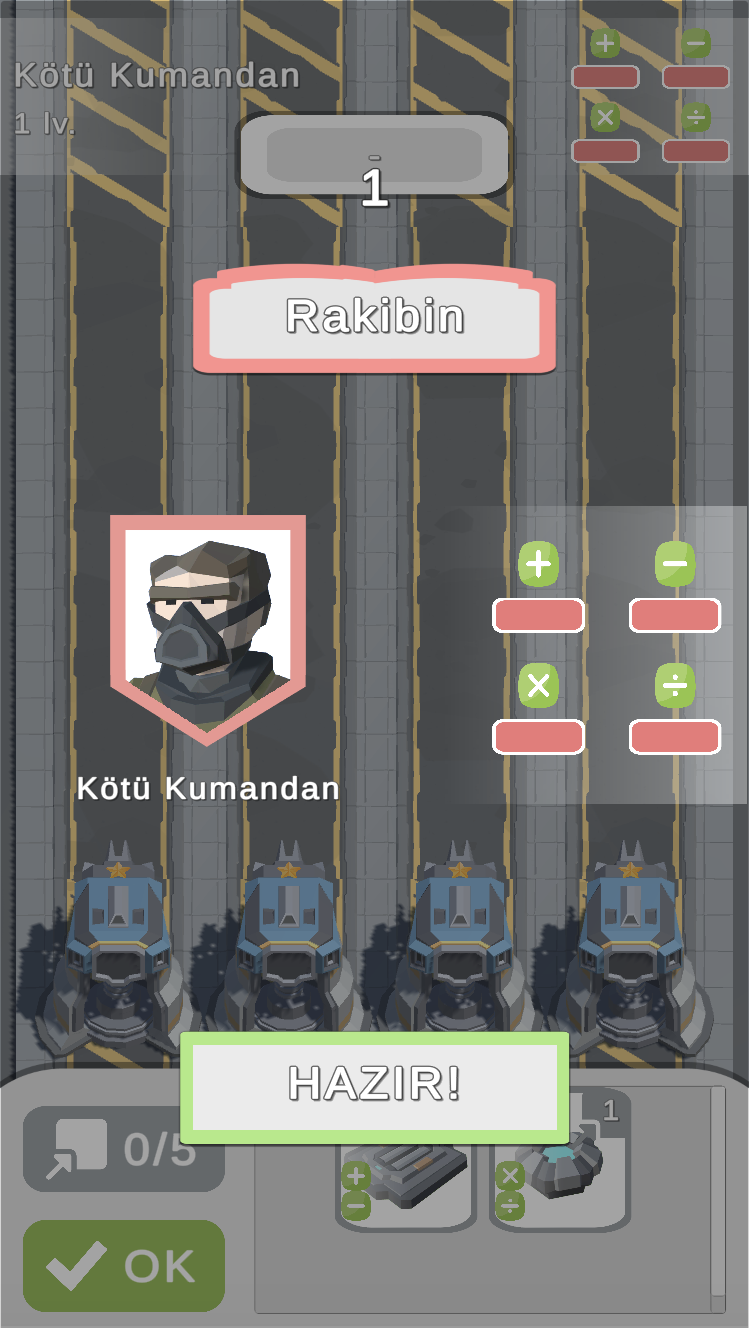 Kötü Kumandan
1 lv.
-
1
Rakibin
+ -
× ÷
Kötü Kumandan
HAZIR!
0/5
1
+
-
×
÷
OK